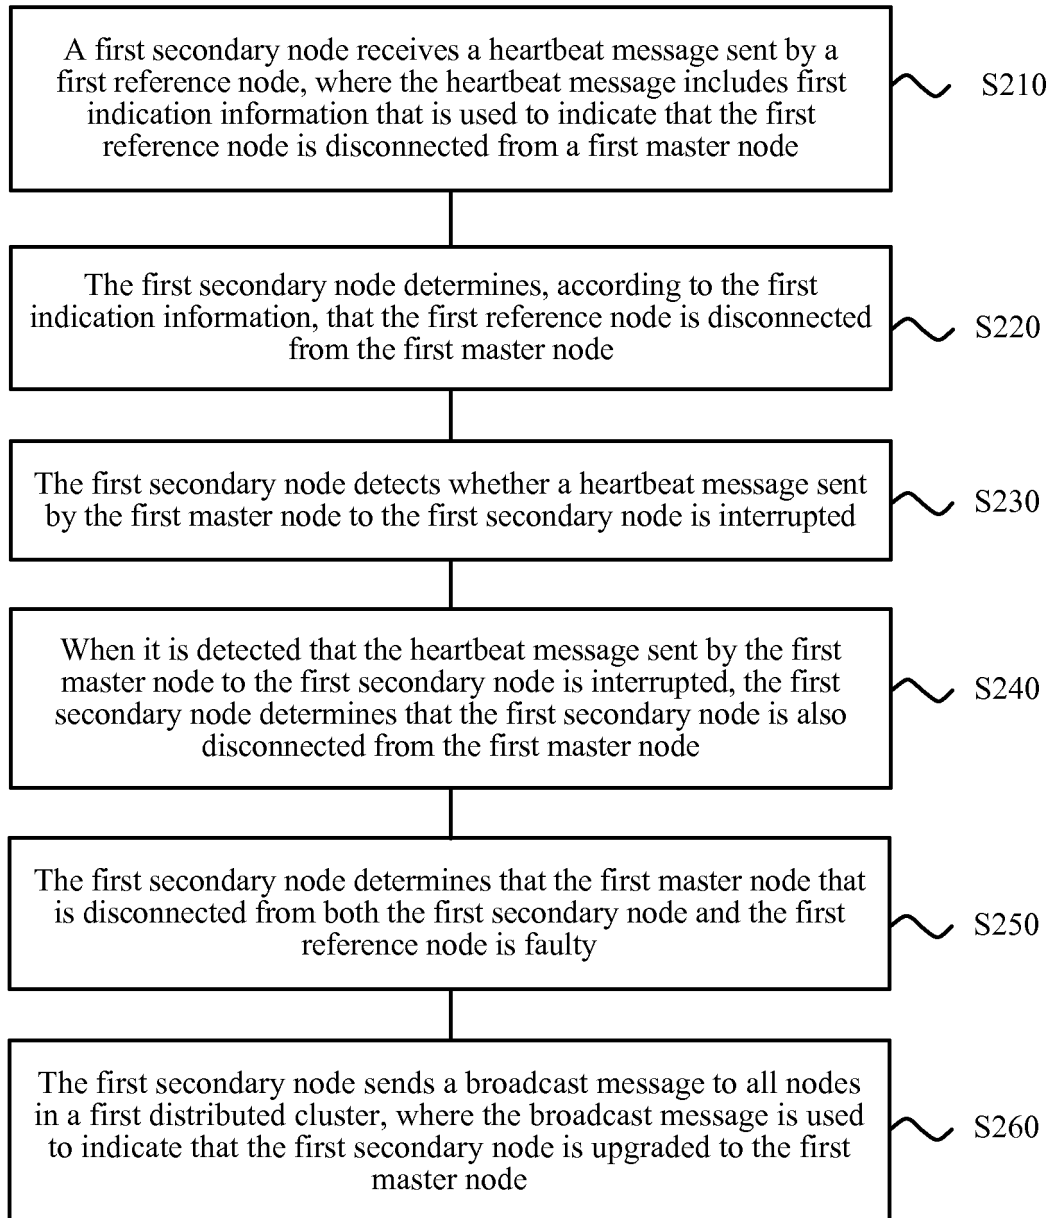 A first secondary node receives a heartbeat message sent by a
first reference node, where the heartbeat message includes first
indication information that is used to indicate that the first
reference node is disconnected from a first master node
S210
The first secondary node determines, according to the first
indication information, that the first reference node is disconnected
from the first master node
S220
The first secondary node detects whether a heartbeat message sent
by the first master node to the first secondary node is interrupted
S230
When it is detected that the heartbeat message sent by the first
master node to the first secondary node is interrupted, the first
secondary node determines that the first secondary node is also
disconnected from the first master node
S240
The first secondary node determines that the first master node that
is disconnected from both the first secondary node and the first
reference node is faulty
S250
The first secondary node sends a broadcast message to all nodes
in a first distributed cluster, where the broadcast message is used
to indicate that the first secondary node is upgraded to the first
master node
S260